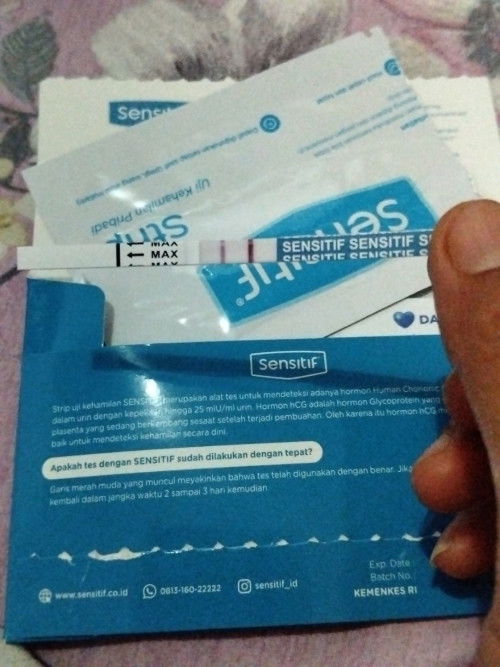 Sensitif
Uji Kehamilan Pribadi
Strip
Sensitif®
MAX
MAX
MAX
SENSITIF SENSITIF
SENSITIF SENSITIF
DA
Sensitif
Strip uji kehamilan SENSITIF merupakan alat tes untuk mendeteksi adanya hormon Human Chorionic
dalam urin dengan kepekaan hingga 25 mIU/ml urin. Hormon hCG adalah hormon Glycoprotein yang
plasenta yang sedang berkembang sesaat setelah terjadi pembuahan. Oleh karena itu hormon hCG
baik untuk mendeteksi kehamilan secara dini.
Apakah tes dengan SENSITIF sudah dilakukan dengan tepat?
Garis merah muda yang muncul meyakinkan bahwa tes telah digunakan dengan benar. Jika
kembali dalam jangka waktu 2 sampai 3 hari kemudian.
www.sensitif.co.id 0813-160-22222 sensitif_id
Exp. Date
Batch No.
KEMENKES RI